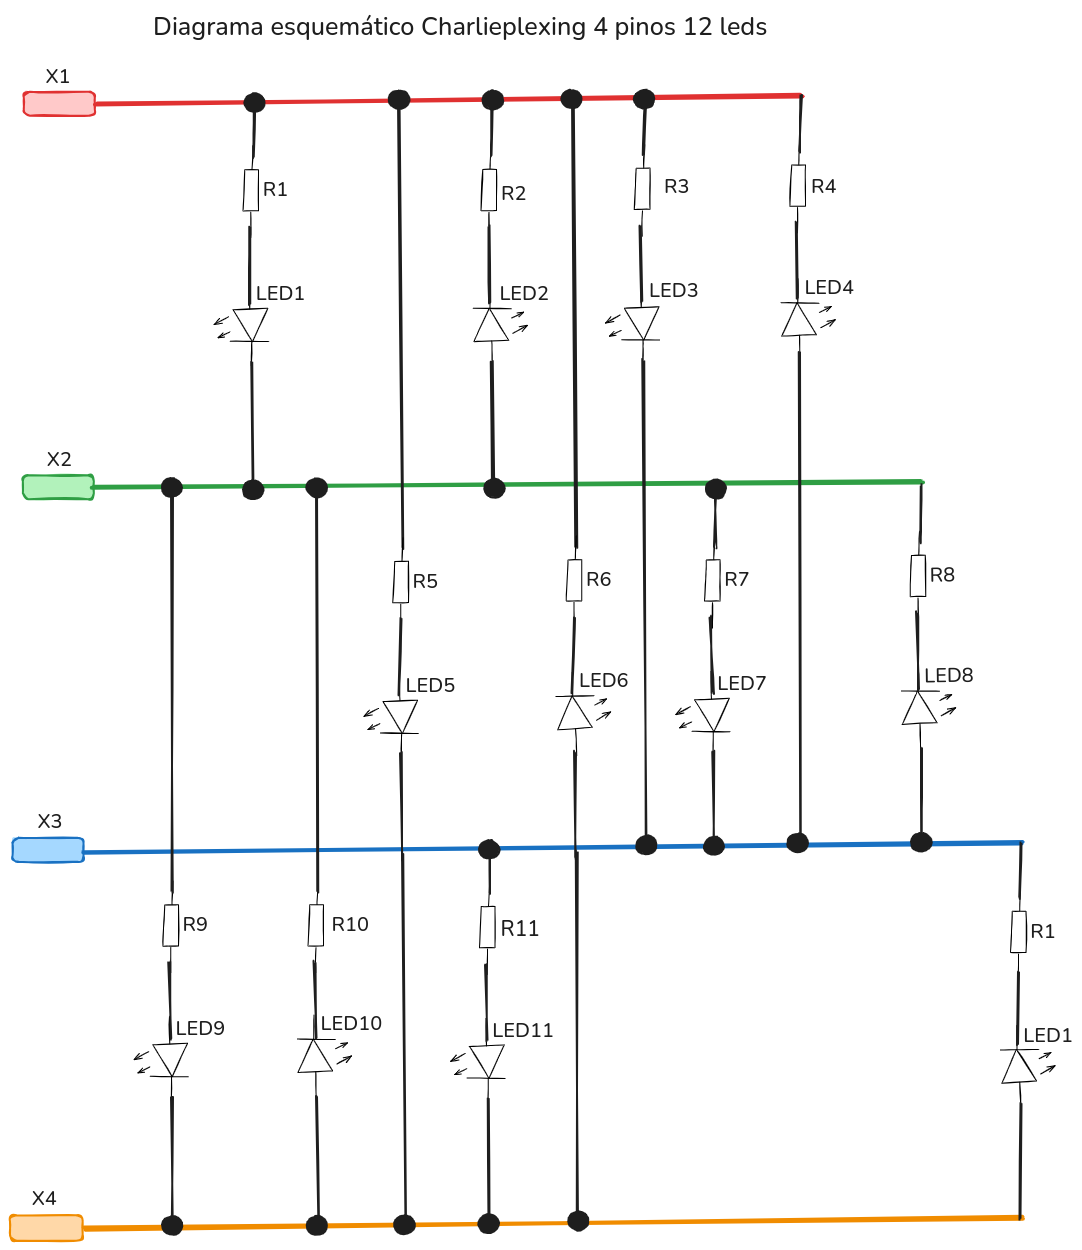 Diagrama esquemático Charlieplexing 4 pinos 12 leds
X1
R1
R2
R3
R4
LED1
LED2
LED3
LED4
X2
R5
R6
R7
R8
LED5
LED6
LED7
LED8
X3
R9
R10
R11
R1
LED9
LED10
LED11
LED1
X4